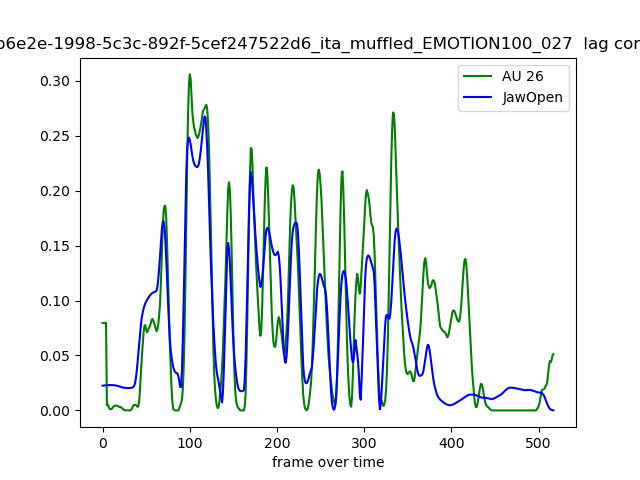 b6e2e-1998-5c3c-892f-5cef247522d6_ita_muffled_EMOTION100_027 lag cor
AU 26
JawOpen
0.30
0.25
0.20
0.15
0.10
0.05
0.00
0 100 200 300 400 500
frame over time